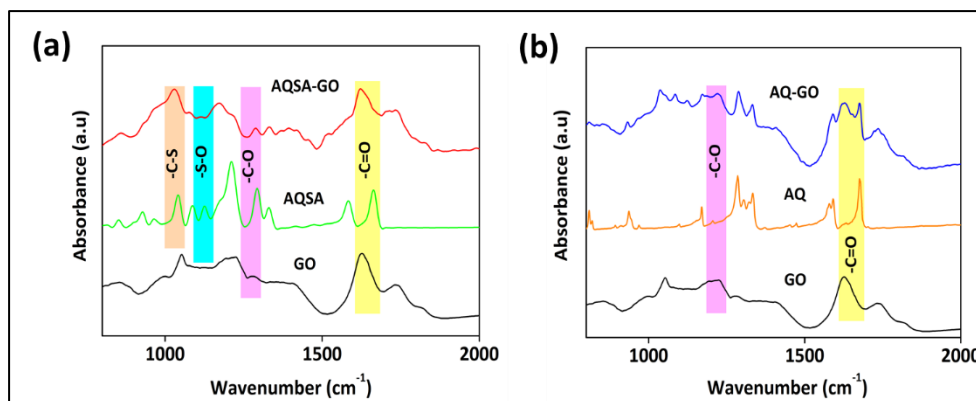 (a)
Absorbance (a.u)
AQSA-GO
-C-S
-S-O
-C-O
-C=O
AQSA
GO
1000
1500
2000
Wavenumber (cm-1)
(b)
Absorbance (a.u)
AQ-GO
-C-O
AQ
-C=O
GO
1000
1500
2000
Wavenumber (cm-1)